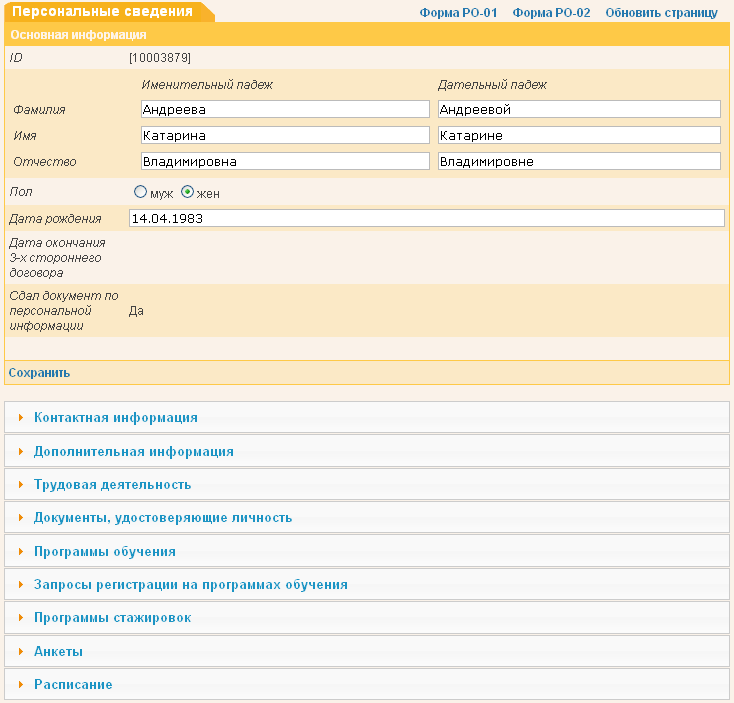 Персональные сведения
Форма РО-01 Форма РО-02 Обновить страницу
Основная информация
ID [10003879]
Именительный падеж Дательный падеж
Фамилия Андреева Андреевой
Имя Катарина Катарине
Отчество Владимировна Владимировне
Пол муж жен
Дата рождения 14.04.1983
Дата окончания
3-х стороннего
договора
Сдал документ по
персональной Да
информации
Сохранить
Контактная информация
Дополнительная информация
Трудовая деятельность
Документы, удостоверяющие личность
Программы обучения
Запросы регистрации на программах обучения
Программы стажировок
Анкеты
Расписание